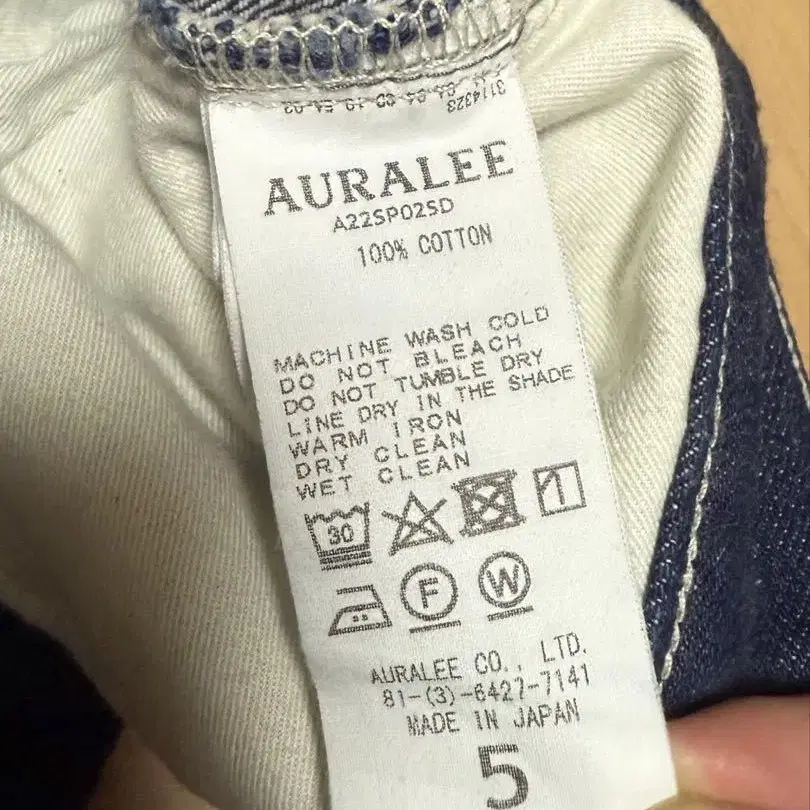 AURALEE
A22SP02SD
100% COTTON
MACHINE WASH COLD
DO NOT BLEACH
DO NOT TUMBLE DRY
LINE DRY IN THE SHADE
WARM IRON
DRY CLEAN
WET CLEAN
30
F W
AURALEE CO., LTD.
81-(3)-6427-7141
MADE IN JAPAN
5